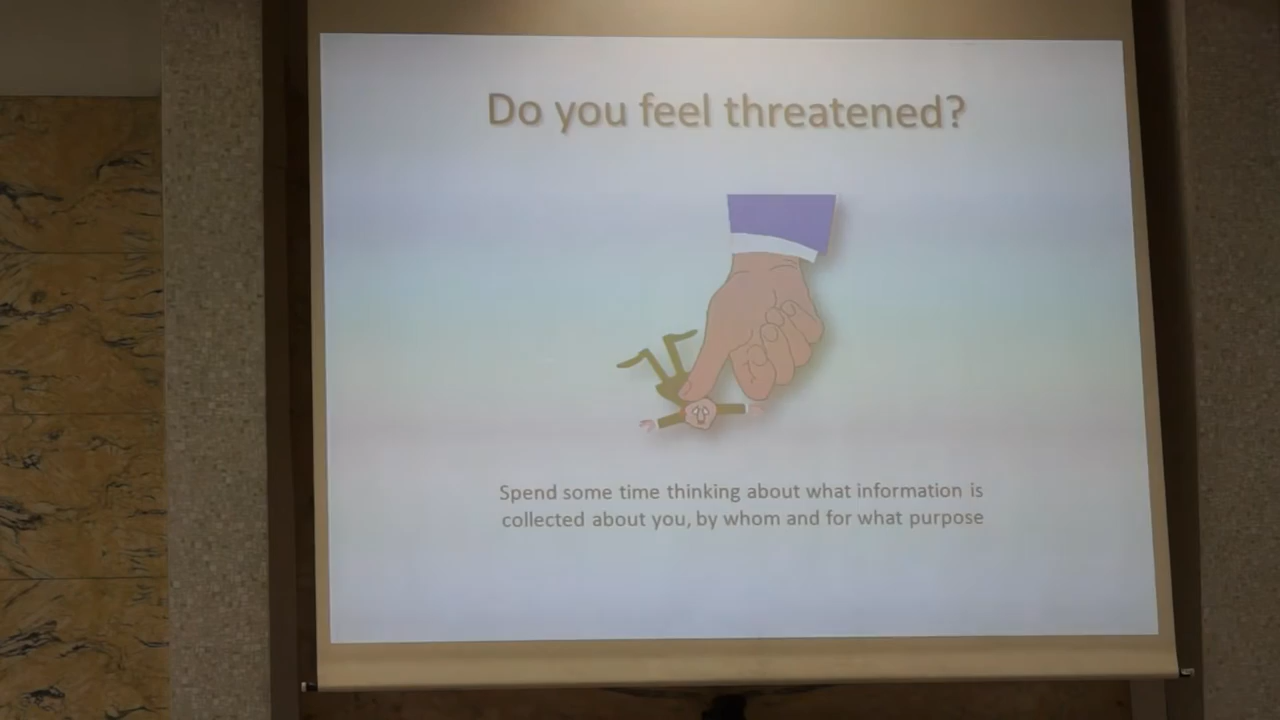 Do you feel threatened?
Spend some time thinking about what information is
collected about you, by whom and for what purpose